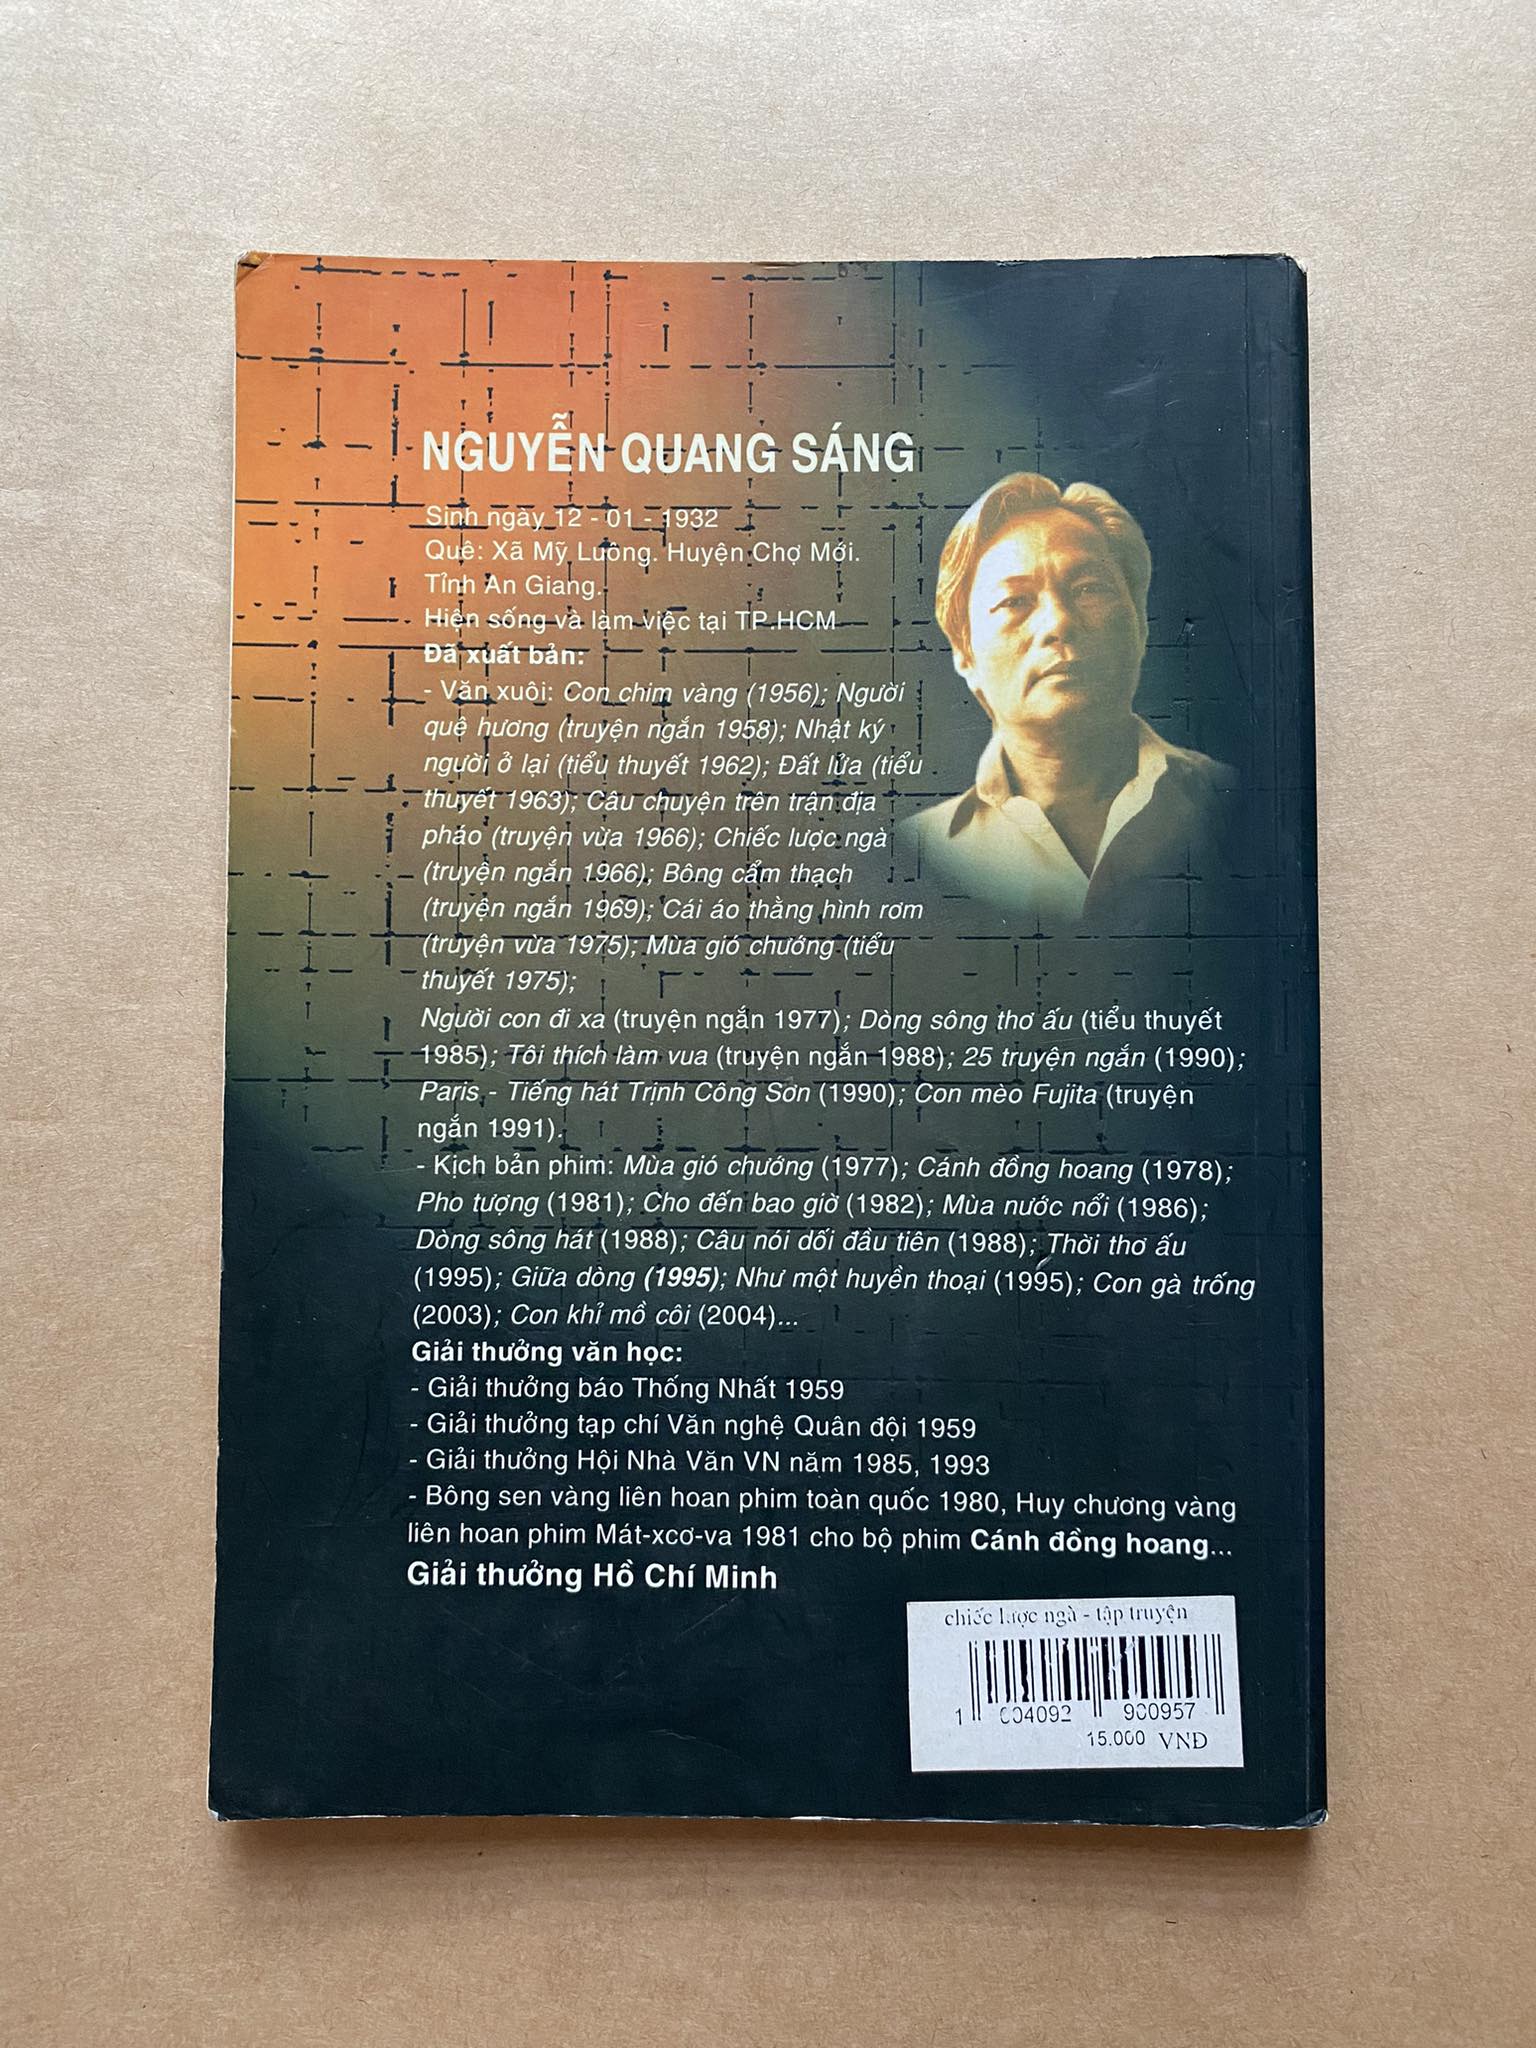 NGUYỄN QUANG SÁNG
Sinh ngày 12 - 01 - 1932
Quê: Xã Mỹ Luông. Huyện Chợ Mới.
Tỉnh An Giang.
Hiện sống và làm việc tại TP.HCM
Đã xuất bản:
- Văn xuôi: Con chim vàng (1956); Người
quê hương (truyện ngắn 1958); Nhật ký
người ở lại (tiểu thuyết 1962); Đất lửa (tiểu
thuyết 1963); Câu chuyện trên trận địa
pháo (truyện vừa 1966); Chiếc lược ngà
(truyện ngắn 1966); Bông cẩm thạch
(truyện ngắn 1969); Cái áo thằng hình rơm
(truyện vừa 1975); Mùa gió chướng (tiểu
thuyết 1975);
Người con đi xa (truyện ngắn 1977); Dòng sông thơ ấu (tiểu thuyết
1985); Tôi thích làm vua (truyện ngắn 1988); 25 truyện ngắn (1990);
Paris - Tiếng hát Trịnh Công Sơn (1990); Con mèo Fujita (truyện
ngắn 1991).
- Kịch bản phim: Mùa gió chướng (1977); Cánh đồng hoang (1978);
Pho tượng (1981); Cho đến bao giờ (1982); Mùa nước nổi (1986);
Dòng sông hát (1988); Câu nói dối đầu tiên (1988); Thời thơ ấu
(1995); Giữa dòng (1995); Như một huyền thoại (1995); Con gà trống
(2003); Con khỉ mồ côi (2004)...
Giải thưởng văn học:
- Giải thưởng báo Thống Nhất 1959
- Giải thưởng tạp chí Văn nghệ Quân đội 1959
- Giải thưởng Hội Nhà Văn VN năm 1985, 1993
- Bông sen vàng liên hoan phim toàn quốc 1980, Huy chương vàng
liên hoan phim Mát-xcơ-va 1981 cho bộ phim Cánh đồng hoang...
Giải thưởng Hồ Chí Minh
chiếc lược ngà - tập truyện
1 004092 900957
15.000 VNĐ